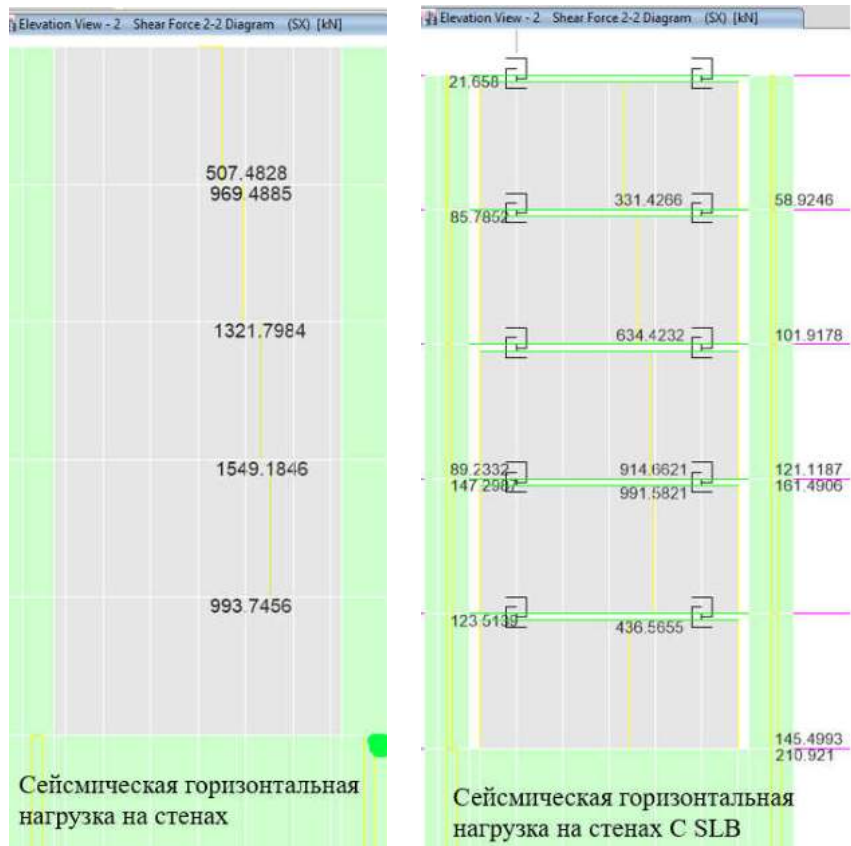 Elevation View - 2 Shear Force 2-2 Diagram (SX) [kN]
507.4828
969.4885
1321.7984
1549.1846
993.7456
Сейсмическая горизонтальная
нагрузка на стенах
Elevation View - 2 Shear Force 2-2 Diagram (SX) [kN]
21.658
331.4266 58.9246
85.7852
634.4232 101.9178
89.2332 914.6621 121.1187
147.2987 991.5821 161.4906
123.5139 436.5655
145.4993
210.921
Сейсмическая горизонтальная
нагрузка на стенах С SLB